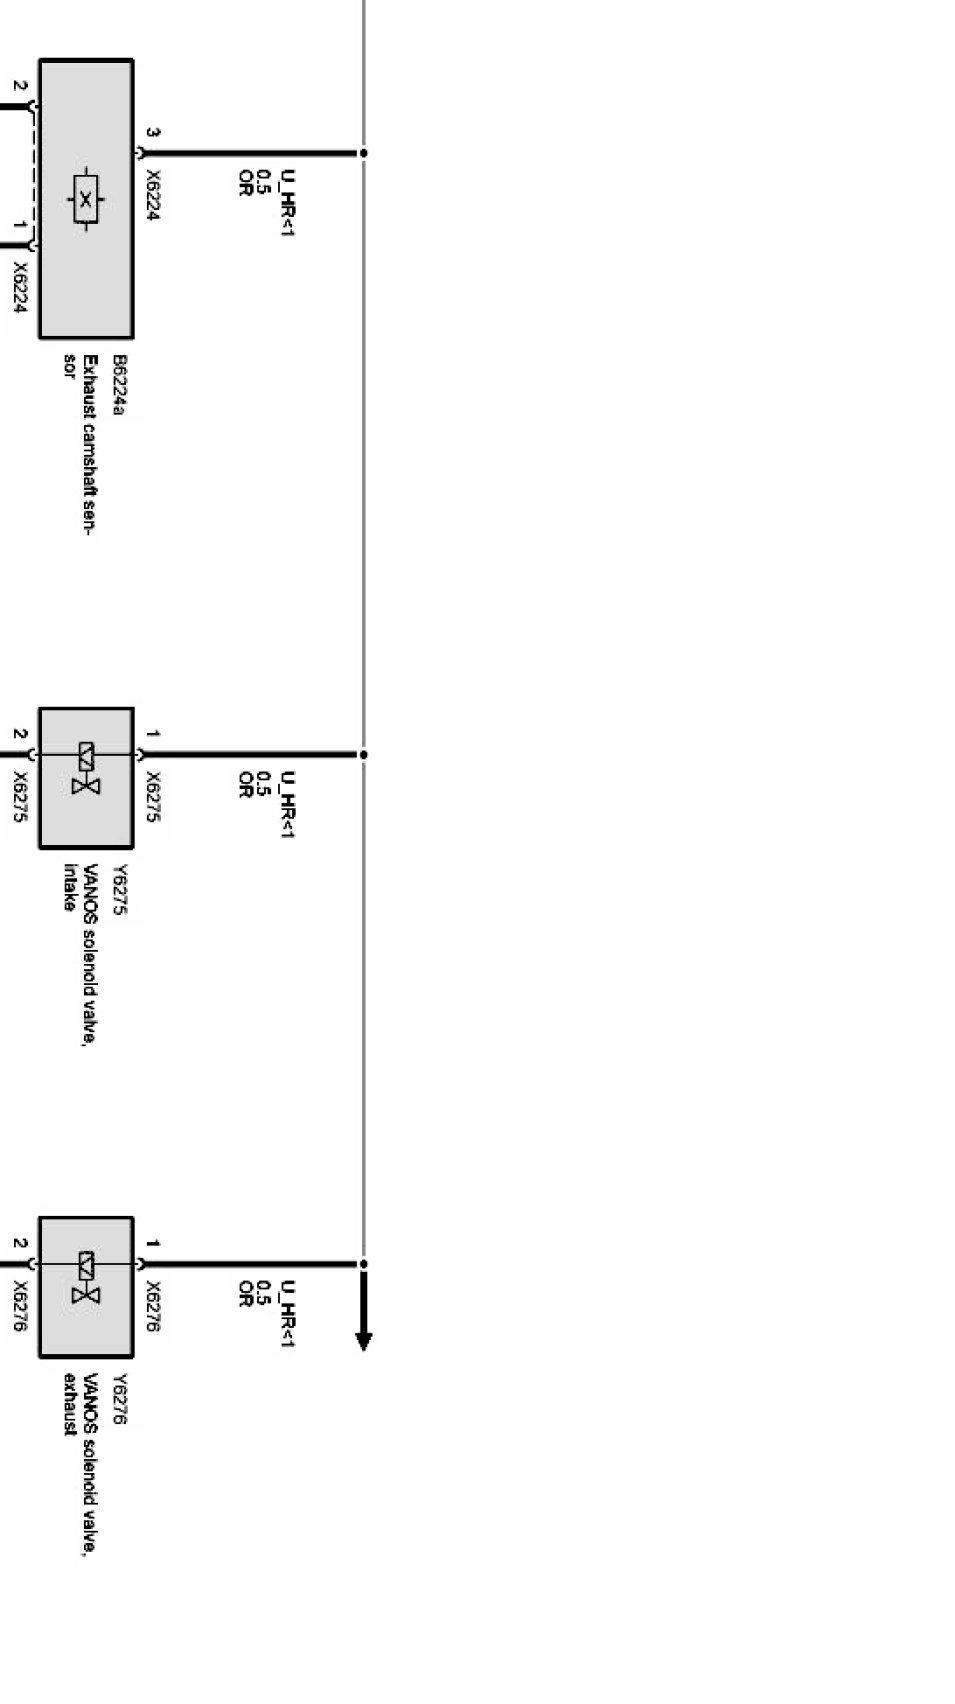 U_HR<1
0.5
OR
3
X6224
2
1
X6224
B6224a
Exhaust camshaft sen-
sor
U_HR<1
0.5
OR
1
X6275
2
X6275
Y6275
VANOS solenoid valve,
intake
U_HR<1
0.5
OR
1
X6276
2
X6276
Y6276
VANOS solenoid valve,
exhaust